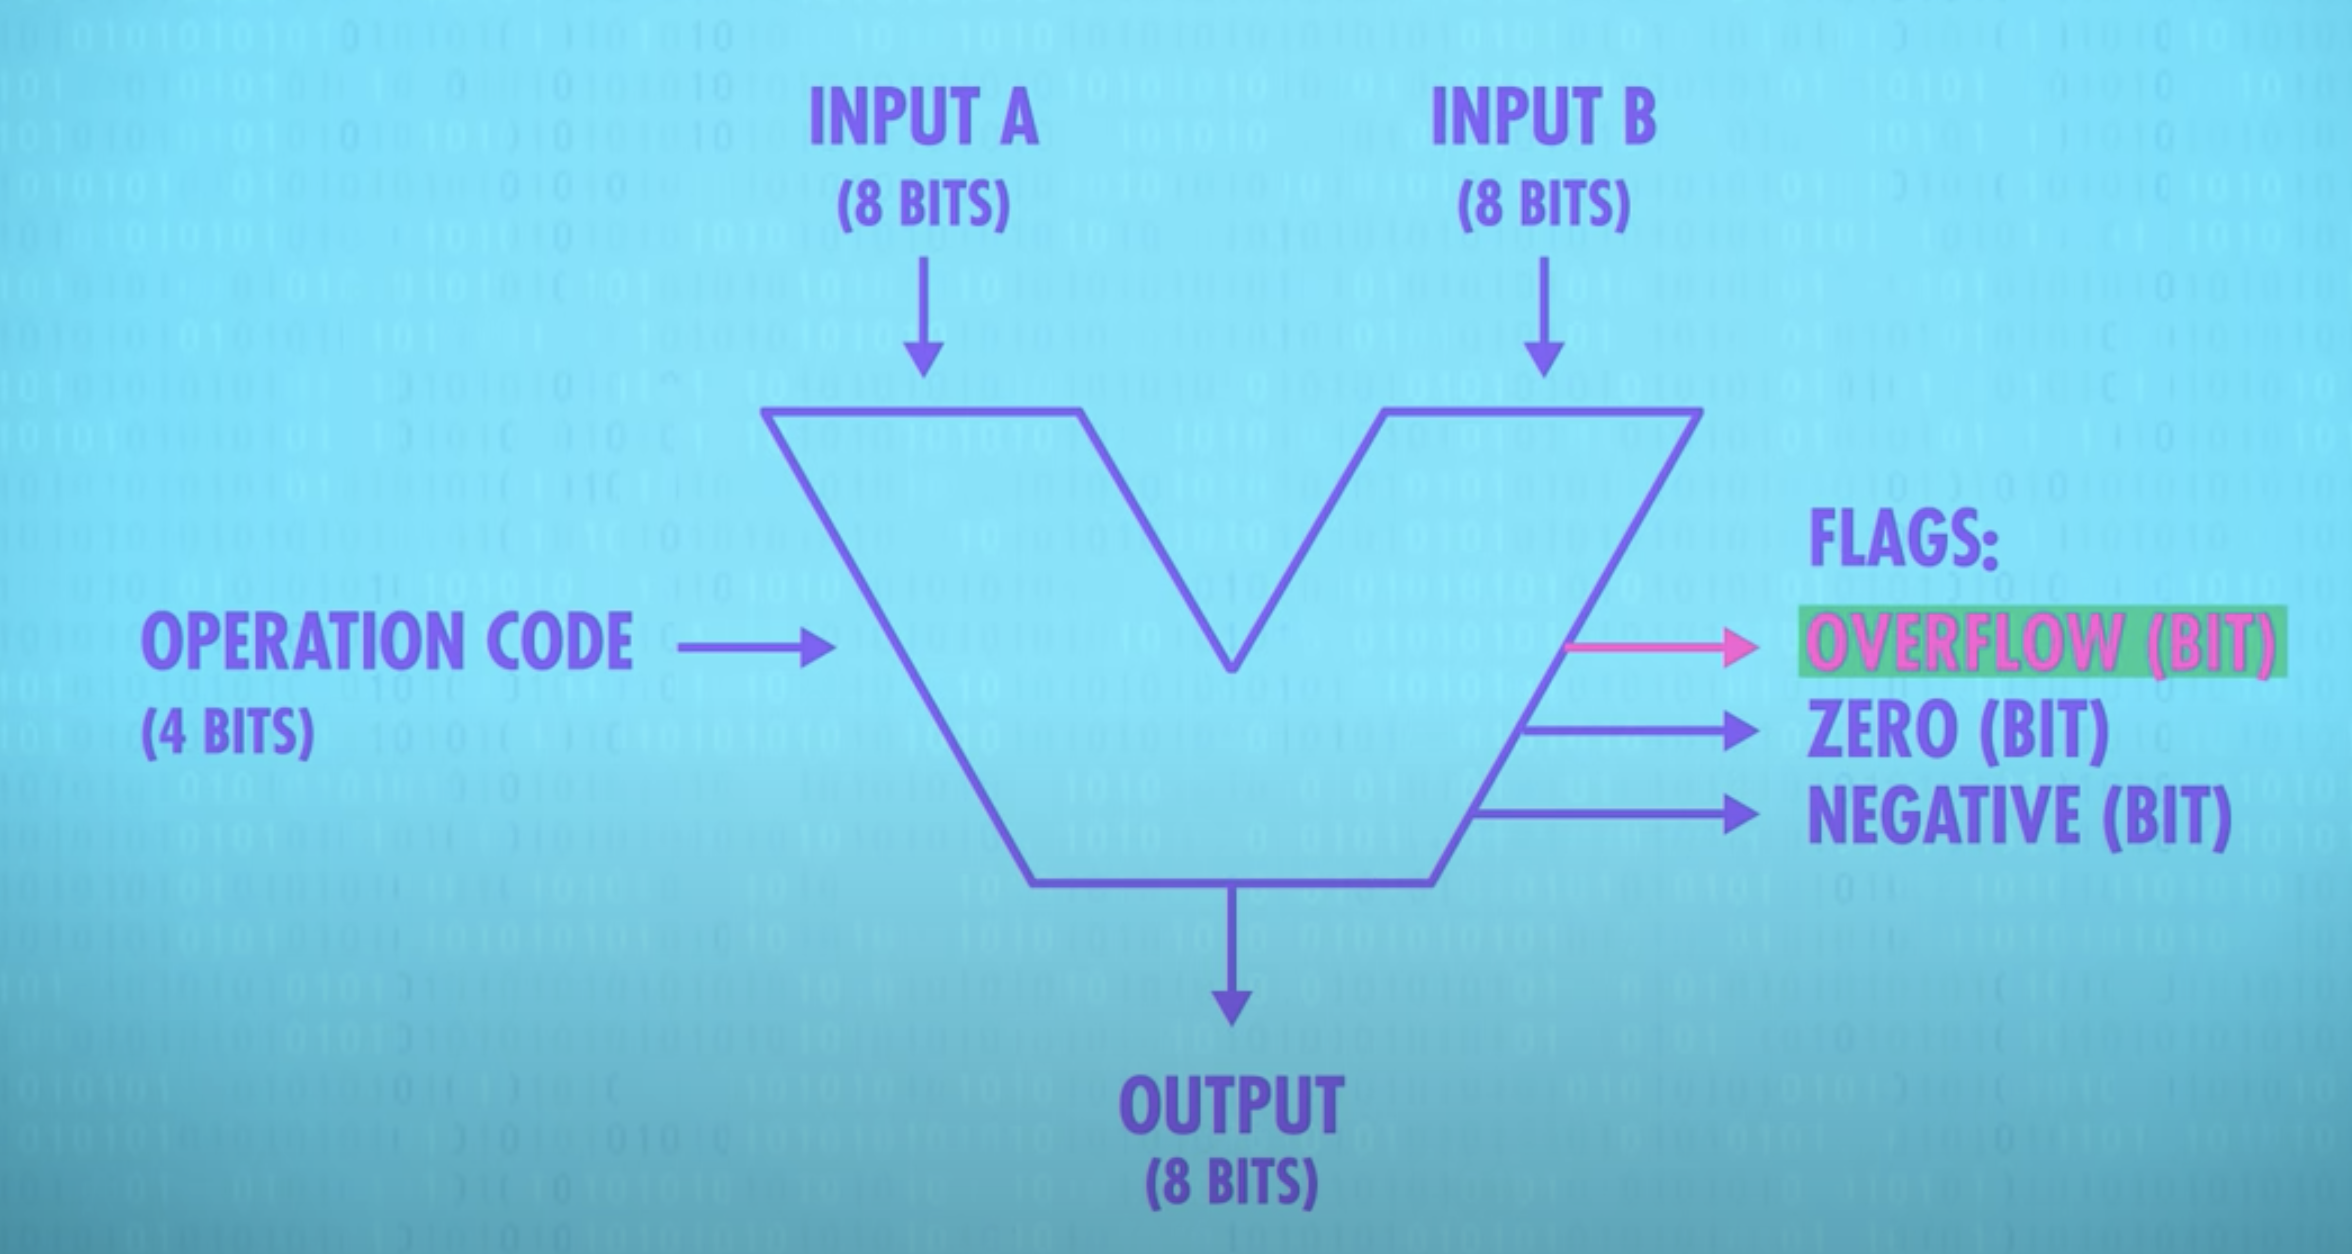 INPUT A
(8 BITS)
INPUT B
(8 BITS)
OPERATION CODE
(4 BITS)
FLAGS:
OVERFLOW (BIT)
ZERO (BIT)
NEGATIVE (BIT)
OUTPUT
(8 BITS)